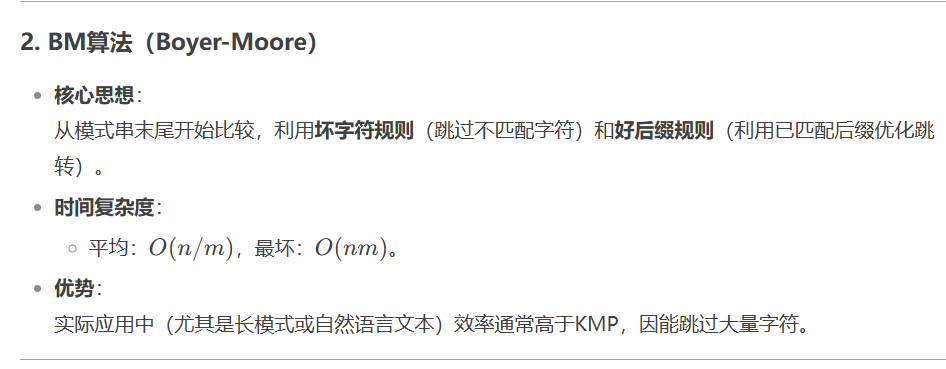 2. BM算法（Boyer-Moore）
核心思想：
从模式串末尾开始比较，利用坏字符规则（跳过不匹配字符）和好后缀规则（利用已匹配后缀优化跳
转）。
时间复杂度：
平均：O(n/m)，最坏：O(nm)。
优势：
实际应用中（尤其是长模式或自然语言文本）效率通常高于KMP，因能跳过大量字符。